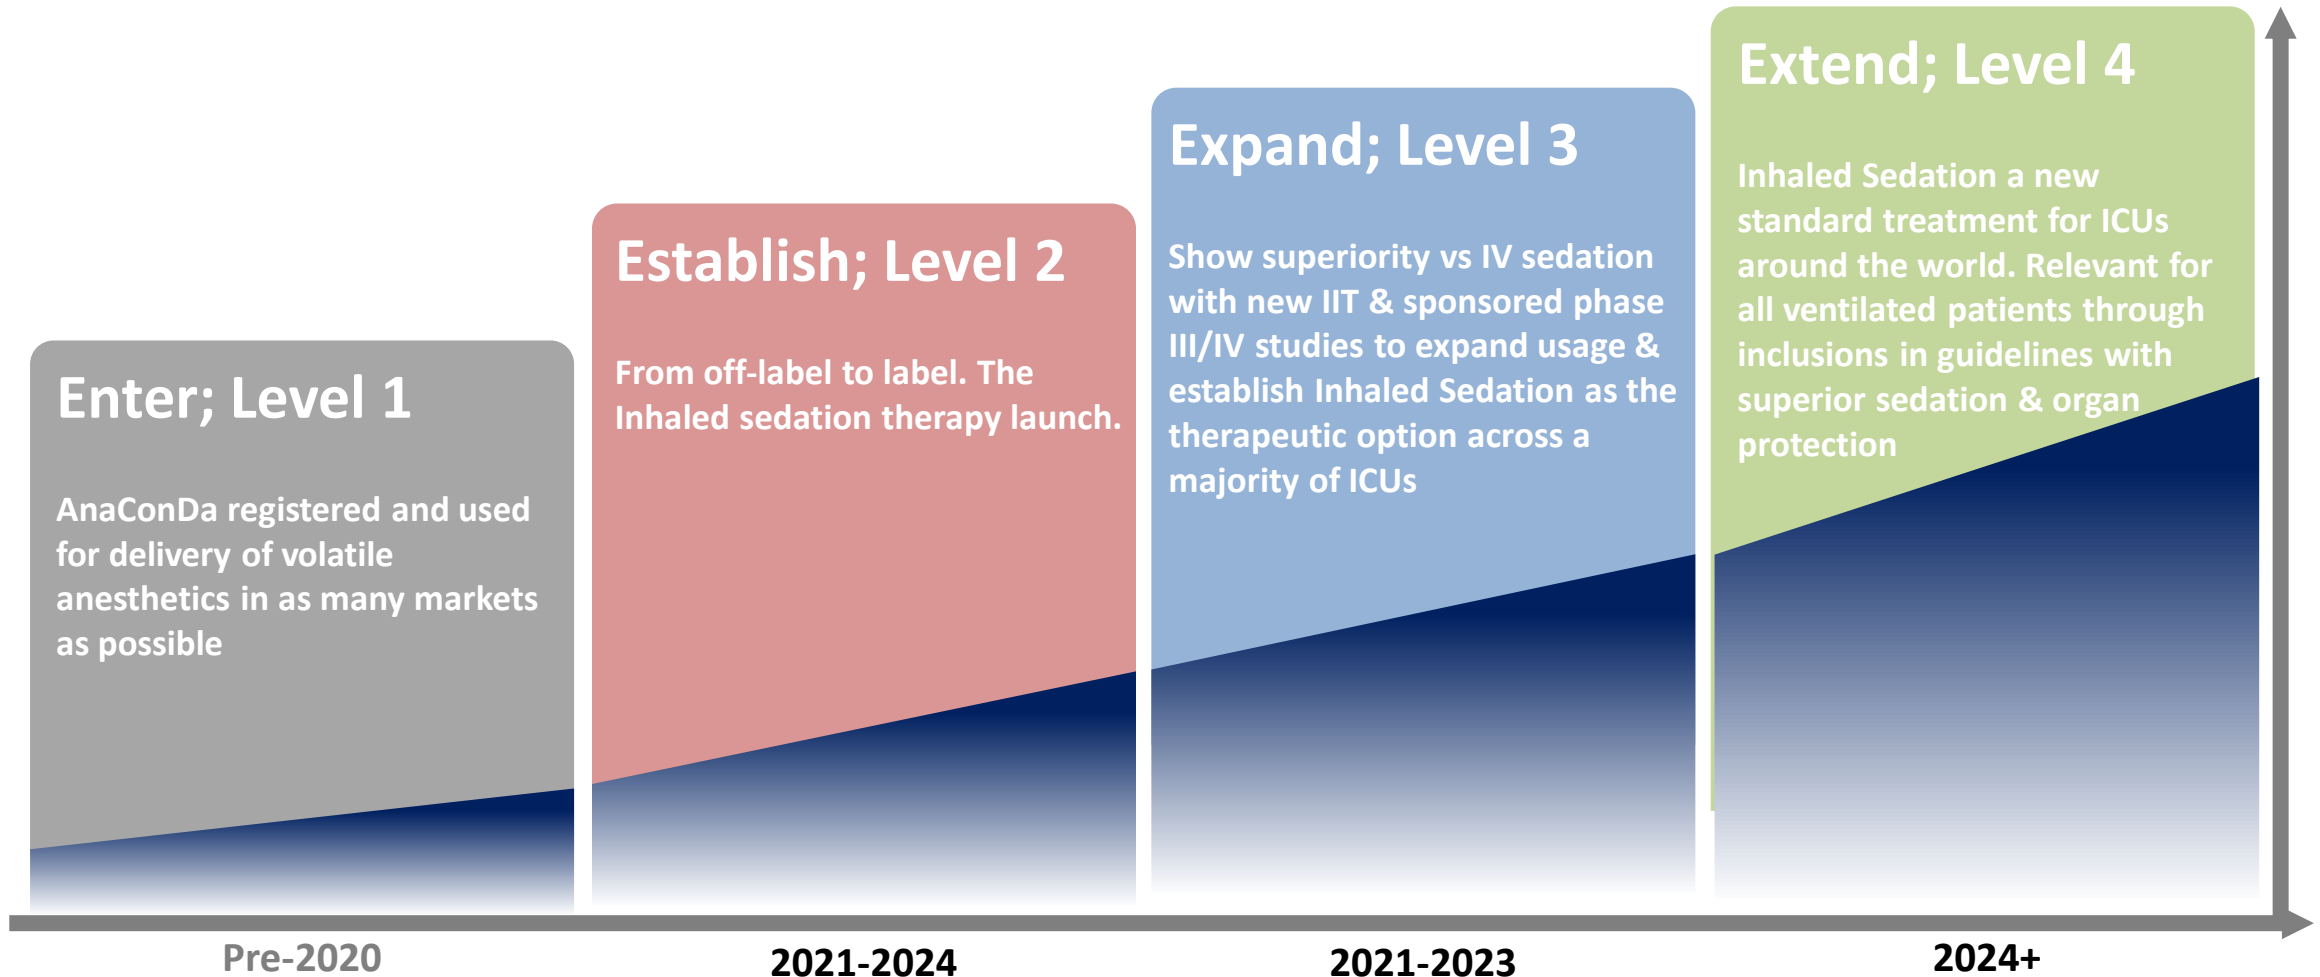 Enter; Level 1
AnaConDa registered and used
for delivery of volatile
anesthetics in as many markets
as possible
Establish; Level 2
From off-label to label. The
Inhaled sedation therapy launch.
Expand; Level 3
Show superiority vs IV sedation
with new IIT & sponsored phase
III/IV studies to expand usage &
establish Inhaled Sedation as the
therapeutic option across a
majority of ICUs
Extend; Level 4
Inhaled Sedation a new
standard treatment for ICUs
around the world. Relevant for
all ventilated patients through
inclusions in guidelines with
superior sedation & organ
protection
Pre-2020
2021-2024
2021-2023
2024+